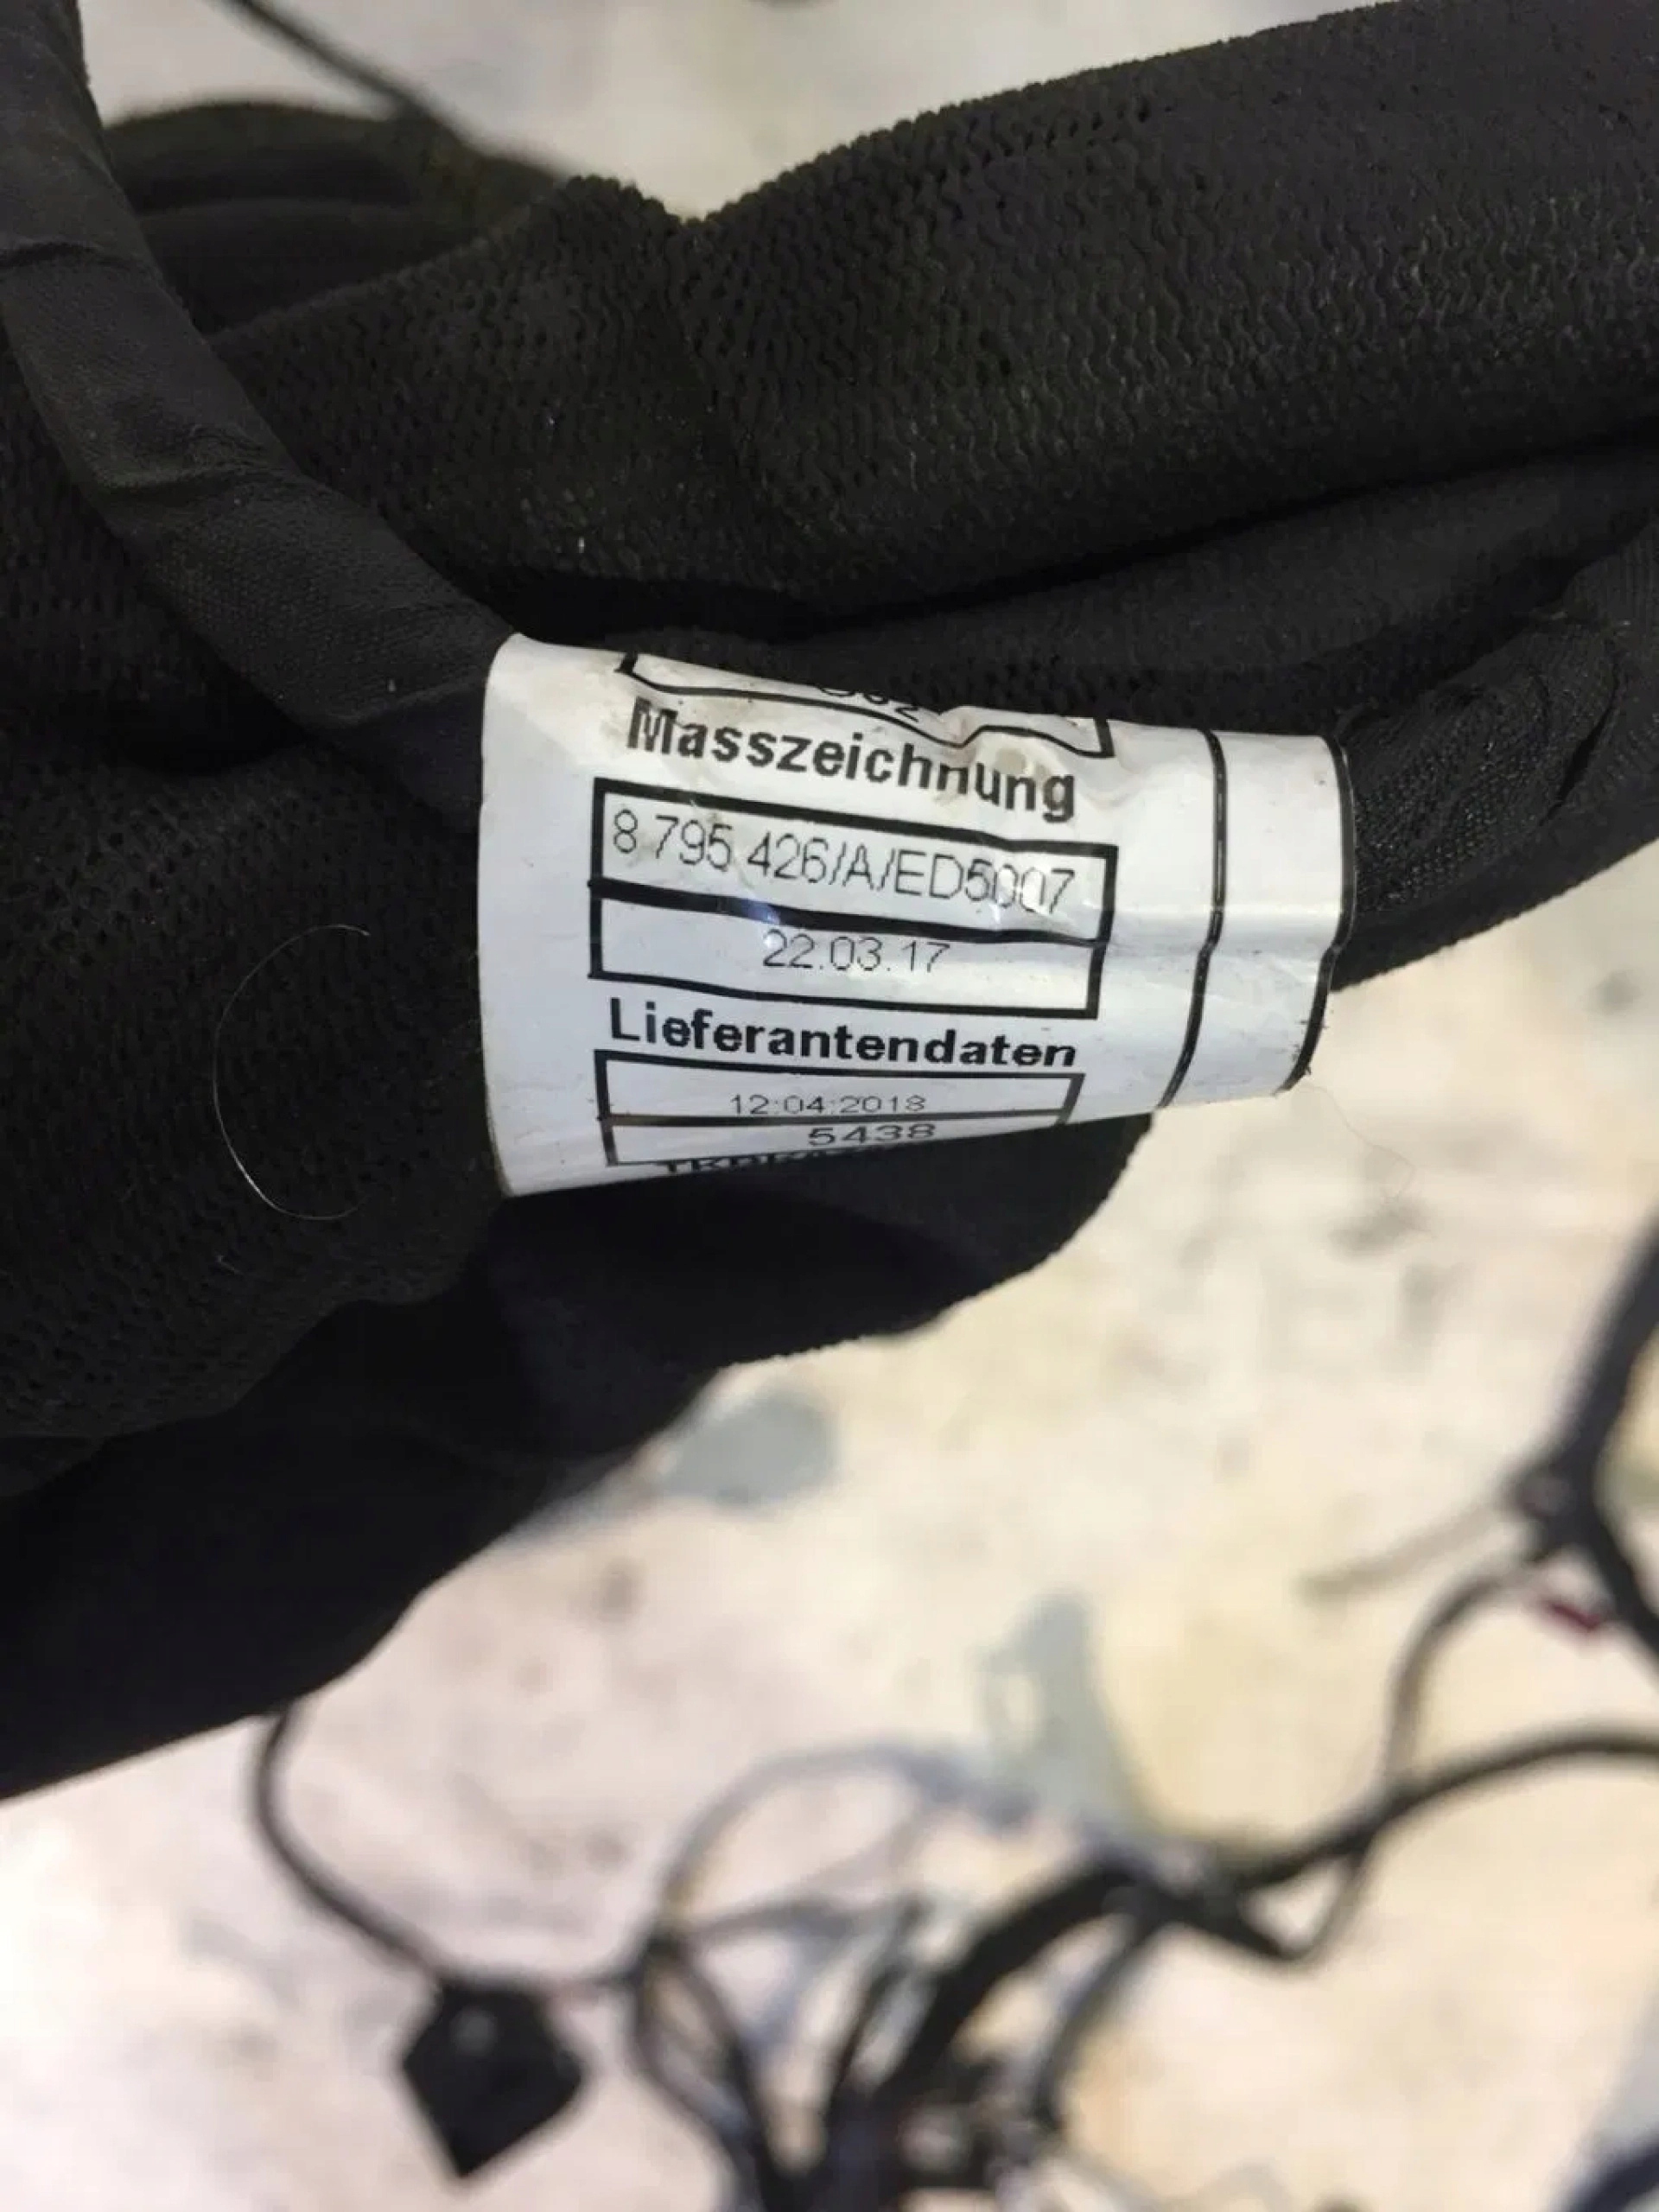 Masszeichnung
8 795 426/A/ED5007
22.03.17
Lieferantendaten
12:04:2018
5438